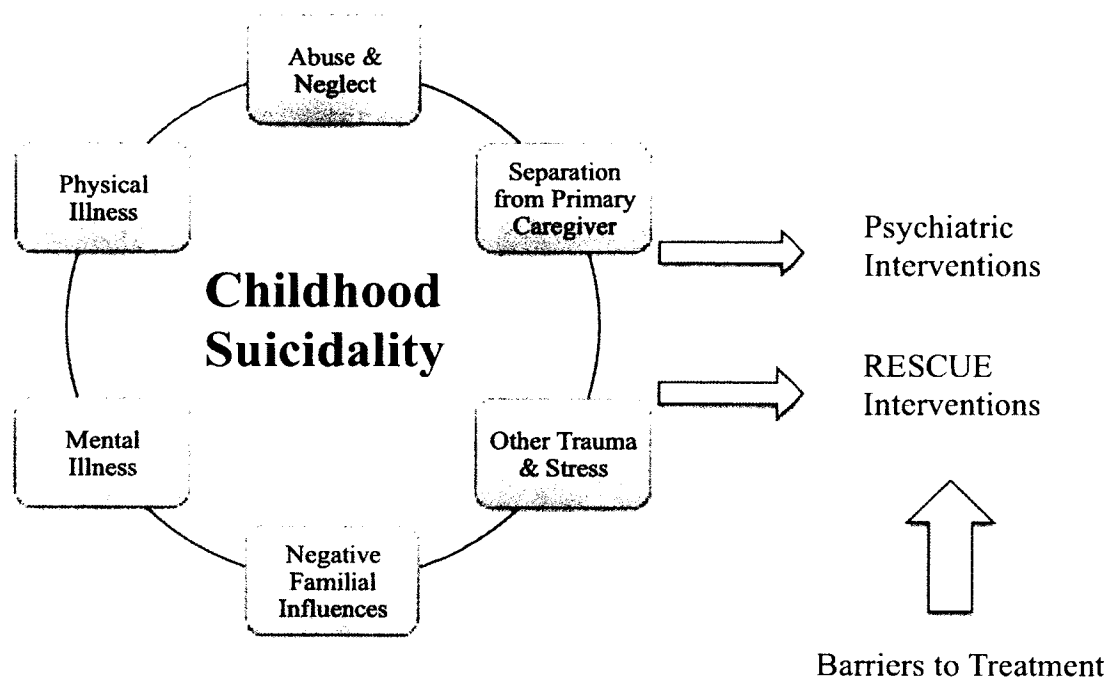 Abuse &
Neglect
Physical
Illness
Separation
from Primary
Caregiver
Psychiatric
Interventions
Childhood
Suicidality
RESCUE
Interventions
Mental
Illness
Other Trauma
& Stress
Negative
Familial
Influences
Barriers to Treatment